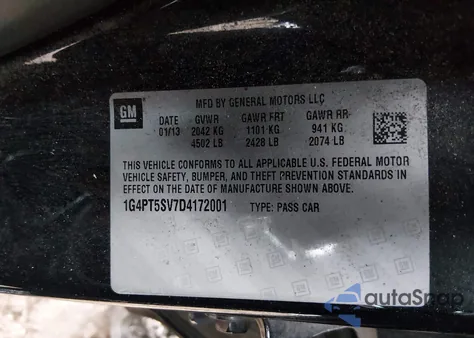 MFD BY GENERAL MOTORS LLC
GM
DATE GVWR GAWR FRT GAWR RR
01/13 2042 KG 1101 KG 941 KG
4502 LB 2428 LB 2074 LB
THIS VEHICLE CONFORMS TO ALL APPLICABLE U.S. FEDERAL MOTOR
VEHICLE SAFETY, BUMPER, AND THEFT PREVENTION STANDARDS IN
EFFECT ON THE DATE OF MANUFACTURE SHOWN ABOVE.
1G4PT5SV7D4172001 TYPE: PASS CAR
autoSnap